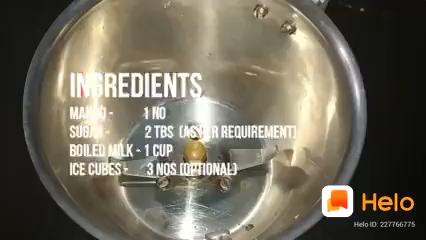 INGREDIENTS
MANGO - 1 NO
SUGAR - 2 TBS (AS PER REQUIREMENT)
BOILED MILK - 1 CUP
ICE CUBES - 3 NOS (OPTIONAL)
Helo
Helo ID: 227766775